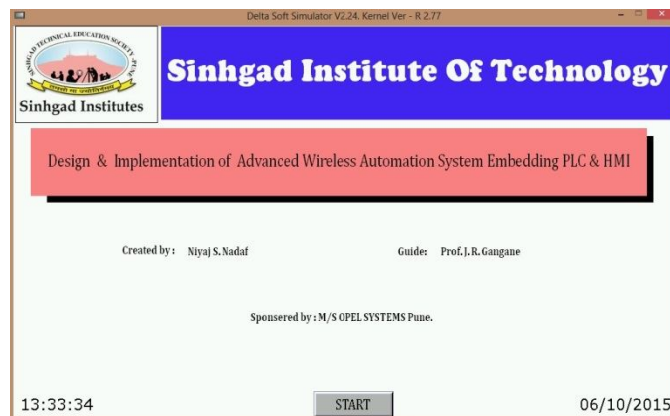 Delta Soft Simulator V2.24. Kernel Ver - R 2.77
Sinhgad Institutes
Sinhgad Institute Of Technology
Design & Implementation of Advanced Wireless Automation System Embedding PLC & HMI
Created by : Niyaj S. Nadaf
Guide: Prof. J. R. Gangane
Sponsered by : M/S OPEL SYSTEMS Pune.
13:33:34
START
06/10/2015